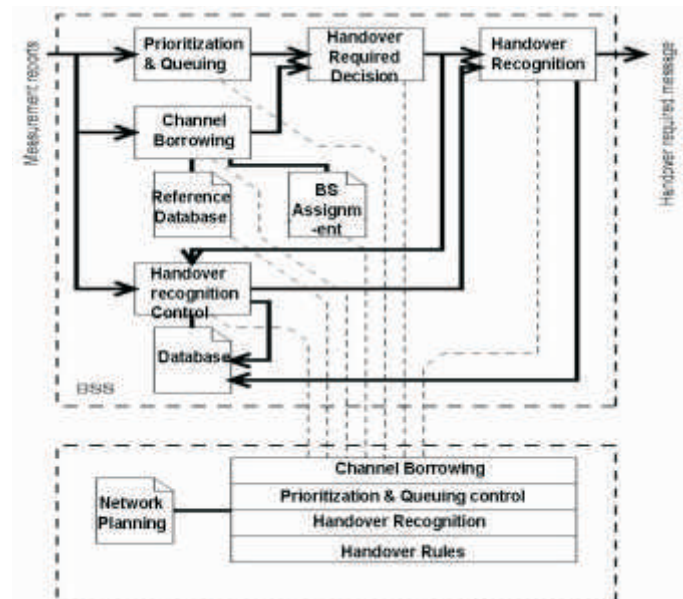 Measurement reports
Prioritization
& Queuing
Handover
Required
Decision
Handover
Recognition
Handover required message
Channel
Borrowing
Reference
Database
BS
Assignm
-ent
Handover
recognition
Control
Database
BSS
Network
Planning
Channel Borrowing
Prioritization & Queuing control
Handover Recognition
Handover Rules